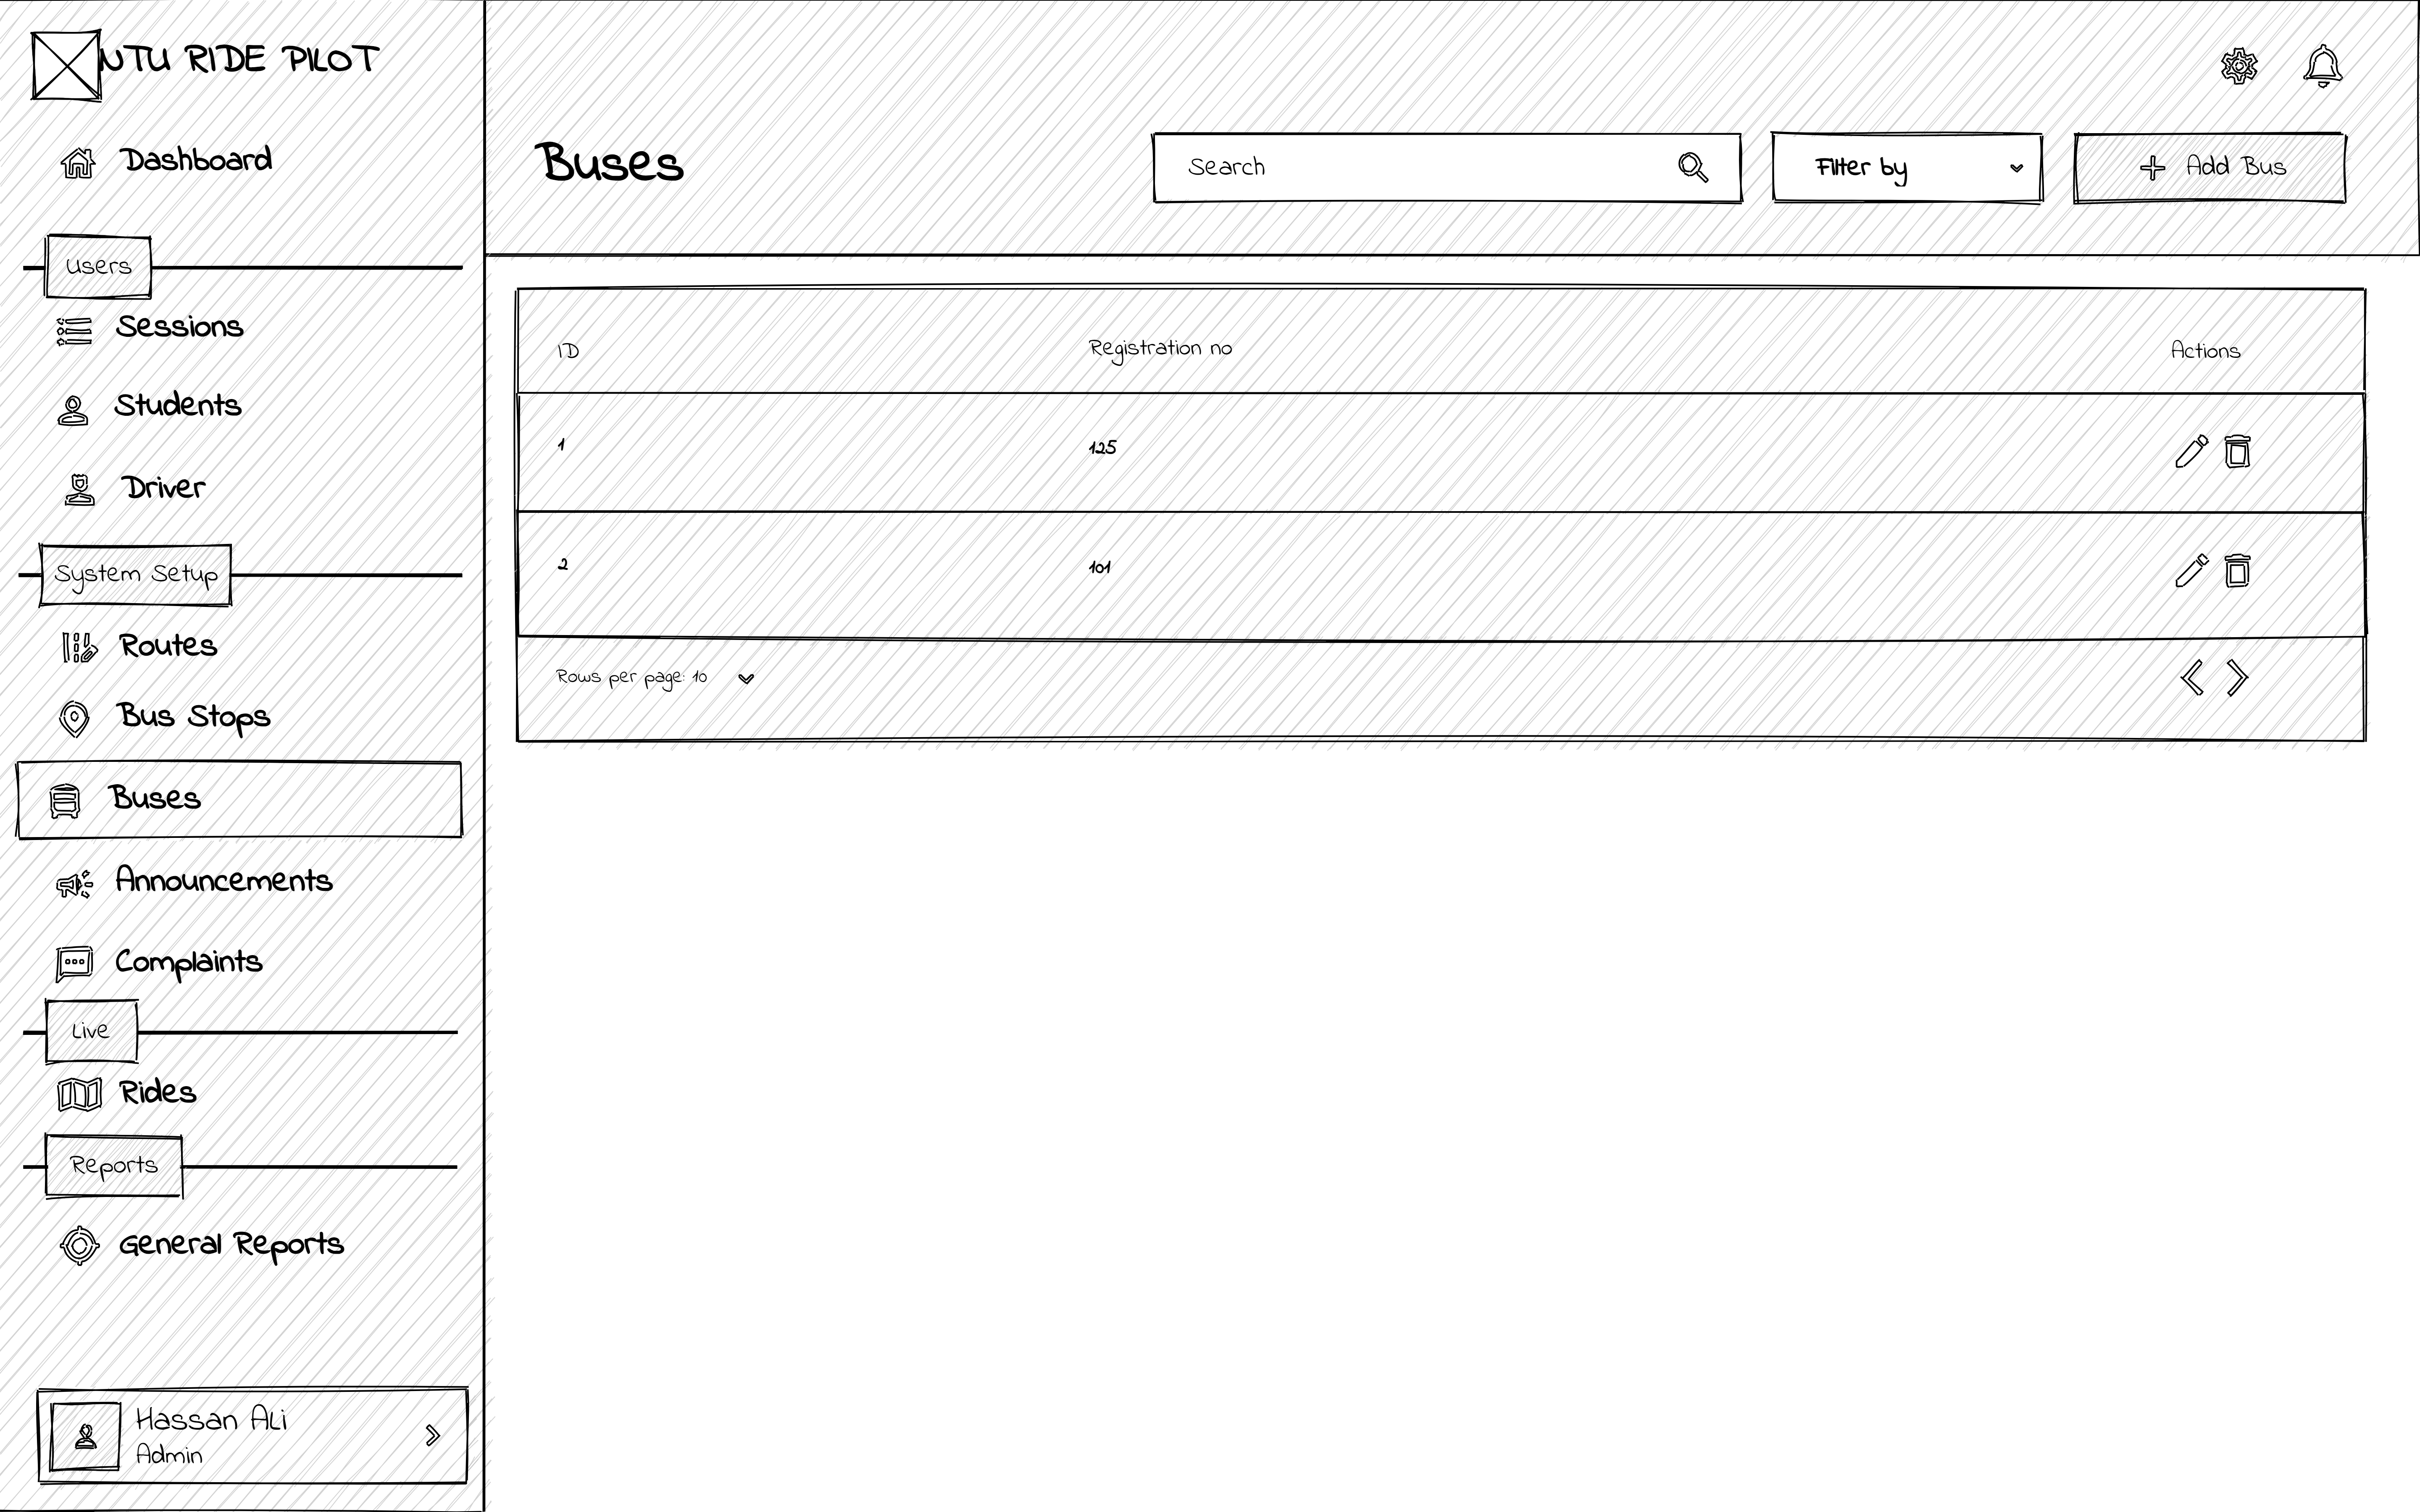 NTU RIDE PILOT
Dashboard
Users
Sessions
Students
Driver
System Setup
Routes
Bus Stops
Buses
Announcements
Complaints
Live
Rides
Reports
General Reports
Hassan Ali
Admin
Buses
Search
Filter by
Add Bus
ID Registration no Actions
1 125
2 101
Rows per page: 10